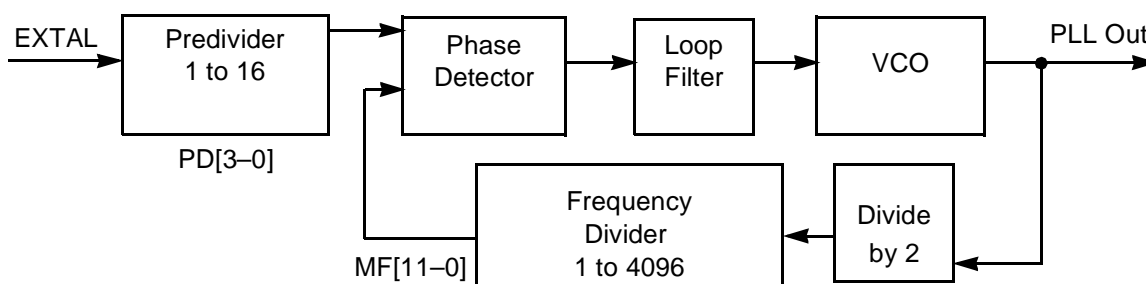 EXTAL
Predivider
1 to 16
PD[3–0]
Phase
Detector
Loop
Filter
VCO
PLL Out
Frequency
Divider
1 to 4096
MF[11–0]
Divide
by 2